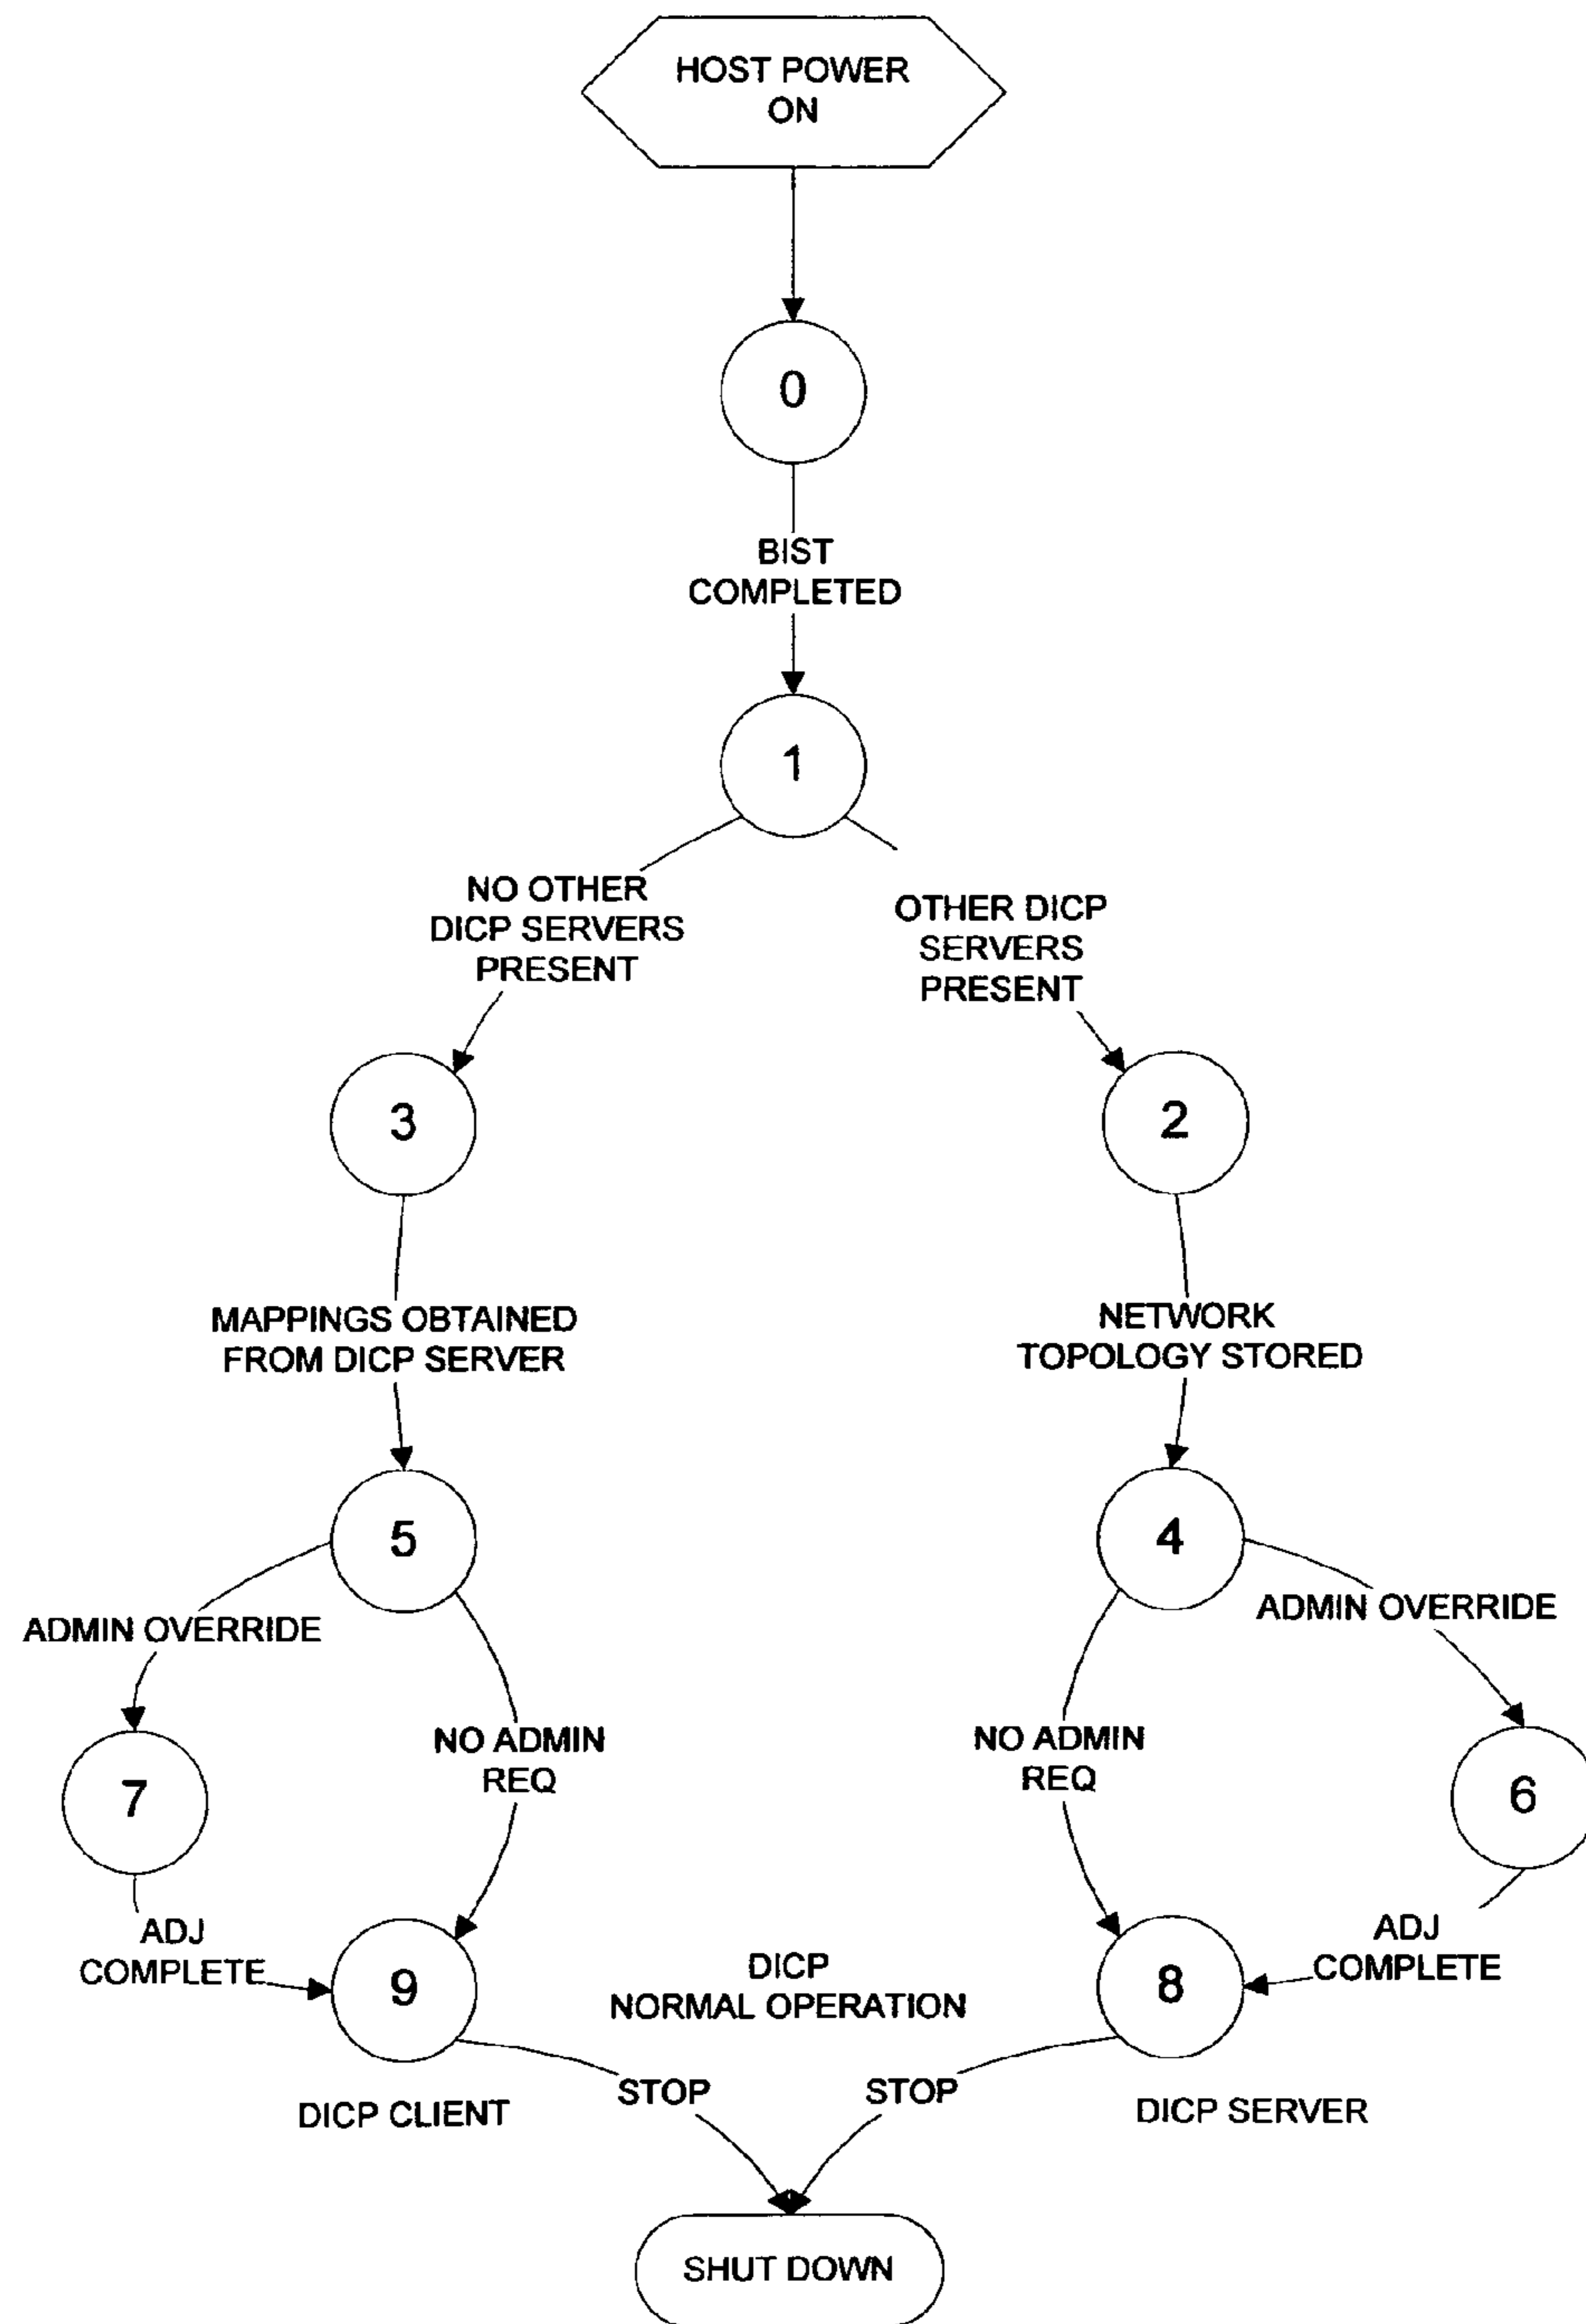 HOST POWER
ON
0
BIST
COMPLETED
1
NO OTHER
DICP SERVERS
PRESENT
OTHER DICP
SERVERS
PRESENT
3
2
MAPPINGS OBTAINED
FROM DICP SERVER
NETWORK
TOPOLOGY STORED
5
4
ADMIN OVERRIDE
ADMIN OVERRIDE
NO ADMIN
REQ
NO ADMIN
REQ
7
6
ADJ
COMPLETE
ADJ
COMPLETE
9
DICP
NORMAL OPERATION
8
STOP
STOP
DICP CLIENT
DICP SERVER
SHUT DOWN